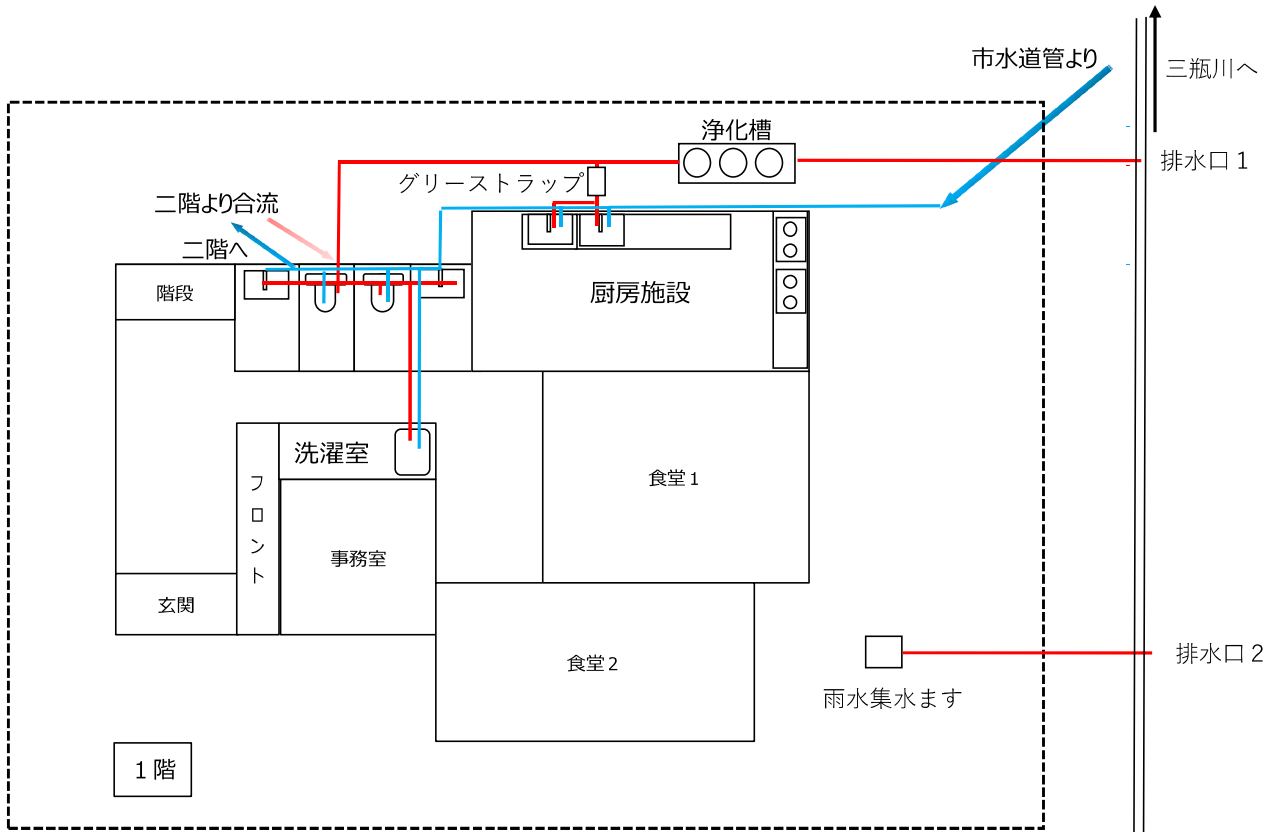 市水道管より
三瓶川へ
浄化槽
排水口1
グリーストラップ
二階より合流
二階へ
階段
厨房施設
洗濯室
フロント
食堂1
事務室
玄関
食堂2
排水口2
雨水集水ます
1階